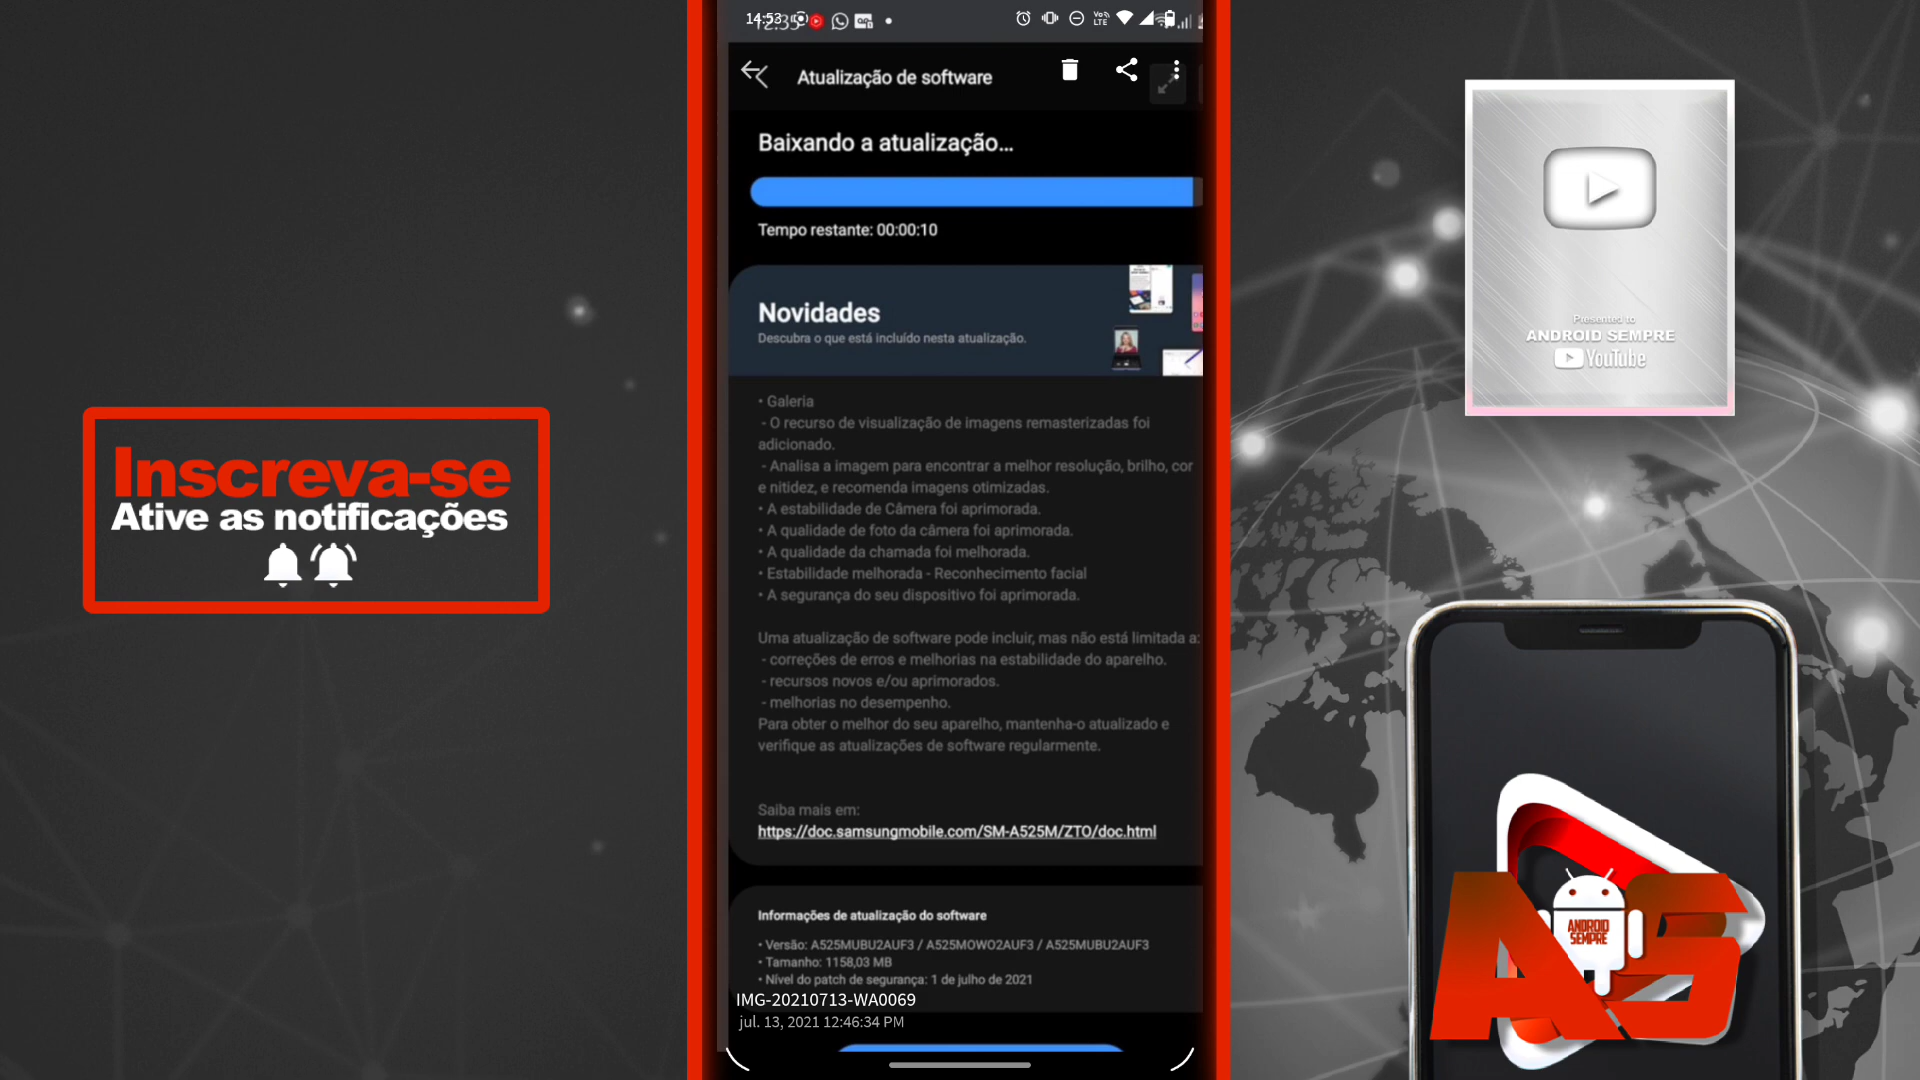 Inscreva-se
Ative as notificações
14:53
Vo) LTE
Atualização de software
Baixando a atualização...
Tempo restante: 00:00:10
Novidades
Descubra o que está incluído nesta atualização.
• Galeria
- O recurso de visualização de imagens remasterizadas foi
adicionado.
- Analisa a imagem para encontrar a melhor resolução, brilho, cor
e nitidez, e recomenda imagens otimizadas.
• A estabilidade de Câmera foi aprimorada.
• A qualidade de foto da câmera foi aprimorada.
• A qualidade da chamada foi melhorada.
• Estabilidade melhorada - Reconhecimento facial
• A segurança do seu dispositivo foi aprimorada.
Uma atualização de software pode incluir, mas não está limitada a:
- correções de erros e melhorias na estabilidade do aparelho.
- recursos novos e/ou aprimorados.
- melhorias no desempenho.
Para obter o melhor do seu aparelho, mantenha-o atualizado e
verifique as atualizações de software regularmente.
Saiba mais em:
https://doc.samsungmobile.com/SM-A525M/ZTO/doc.html
Informações de atualização do software
• Versão: A525MUBU2AUF3 / A525MOWO2AUF3 / A525MUBU2AUF3
• Tamanho: 1158,03 MB
• Nível do patch de segurança: 1 de julho de 2021
IMG-20210713-WA0069
jul. 13, 2021 12:46:34 PM
Presented to
ANDROID SEMPRE
YouTube
AS
ANDROID
SEMPRE